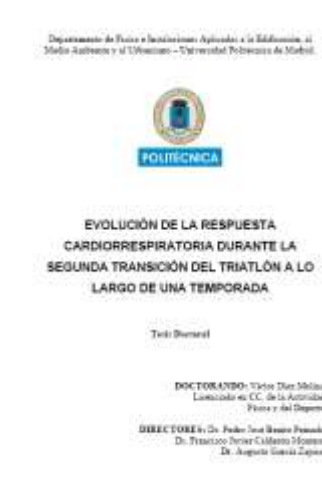 Departamento de Física e Instalaciones Aplicadas a la Edificación, al
Medio Ambiente y al Urbanismo – Universidad Politécnica de Madrid.
POLITÉCNICA
EVOLUCIÓN DE LA RESPUESTA
CARDIORRESPIRATORIA DURANTE LA
SEGUNDA TRANSICIÓN DEL TRIATLÓN A LO
LARGO DE UNA TEMPORADA
Tesis Doctoral
DOCTORANDO: Víctor Díaz Molina
Licenciado en CC. de la Actividad
Física y del Deporte
DIRECTORES: Dr. Pedro José Benito Peinado
Dr. Francisco Javier Calderón Montero
Dr. Augusto García Zapico